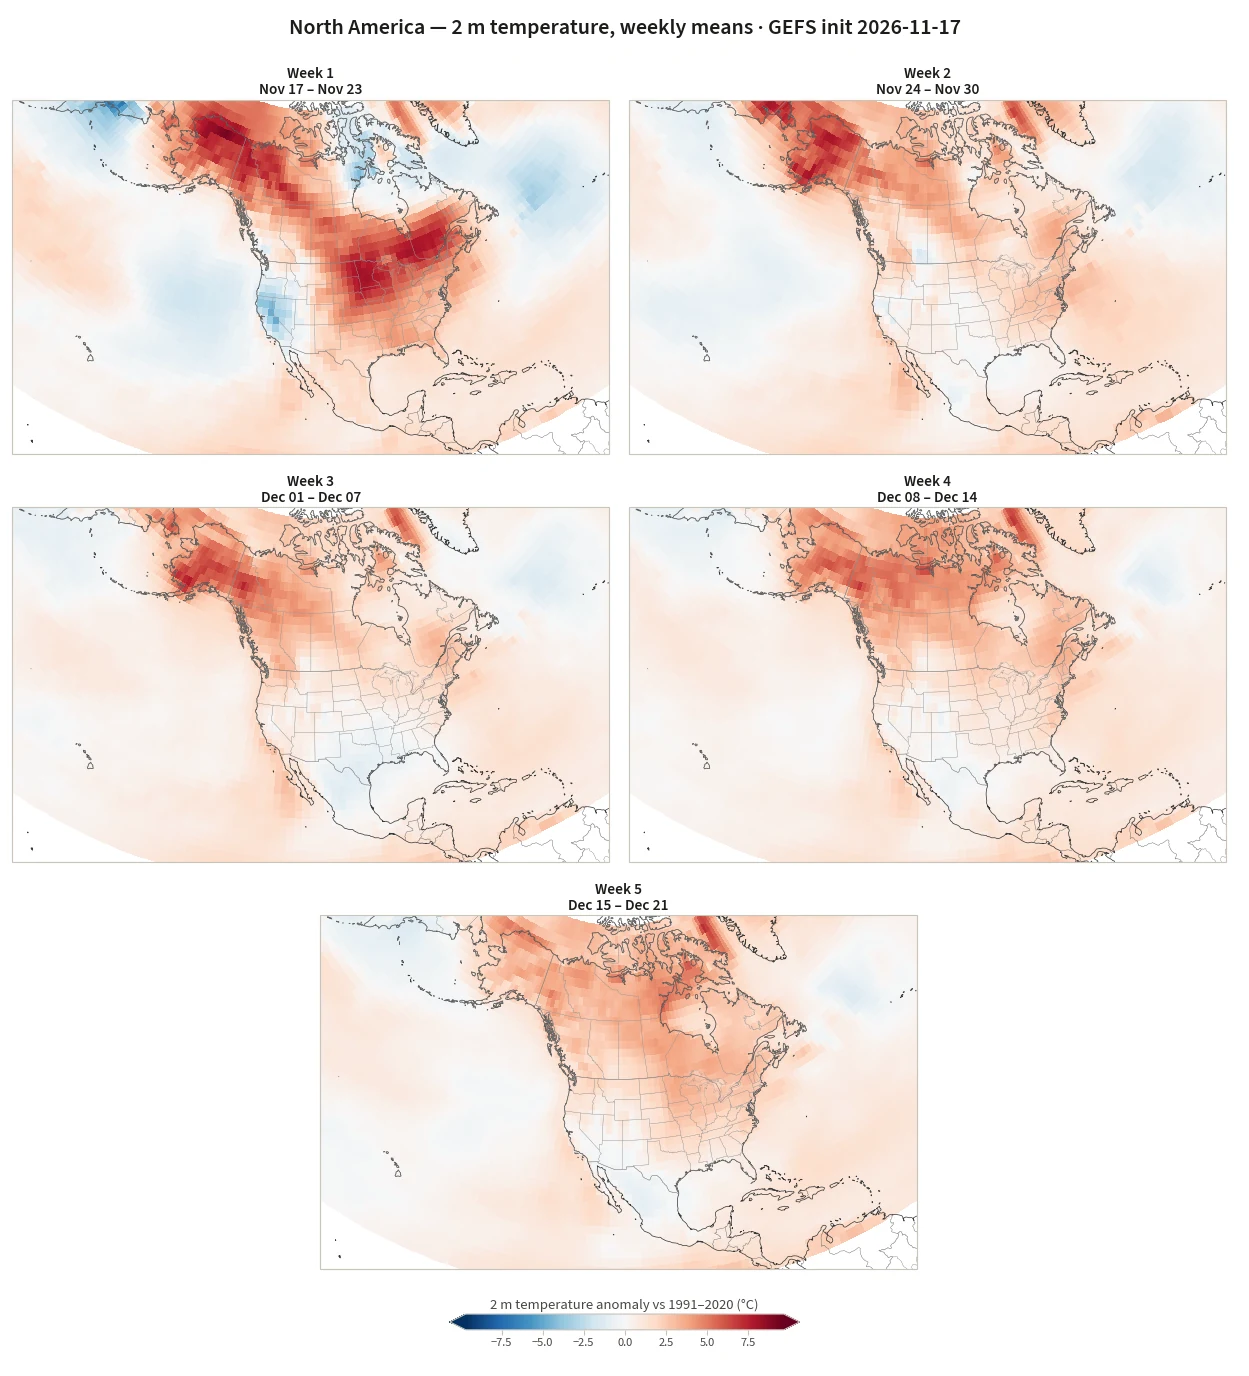 North America — 2 m temperature, weekly means · GEFS init 2026-11-17
Week 1
Nov 17 – Nov 23
Week 2
Nov 24 – Nov 30
Week 3
Dec 01 – Dec 07
Week 4
Dec 08 – Dec 14
Week 5
Dec 15 – Dec 21
2 m temperature anomaly vs 1991–2020 (°C)
−7.5 −5.0 −2.5 0.0 2.5 5.0 7.5